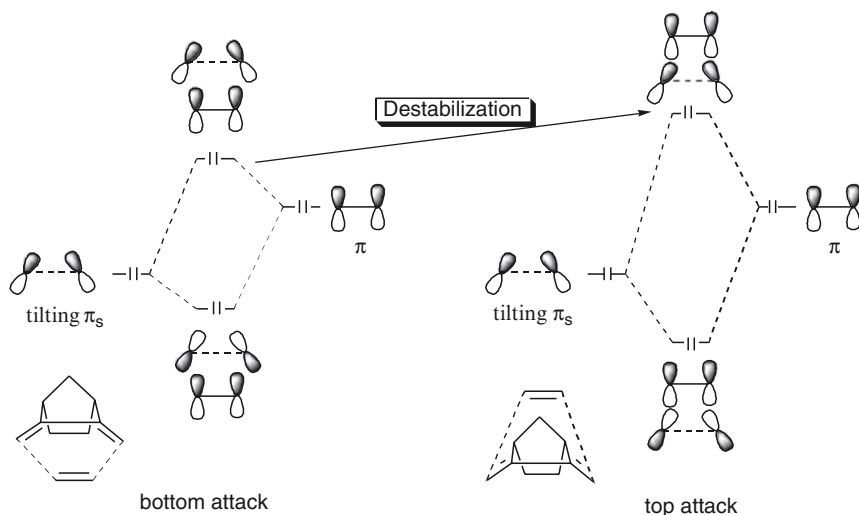 Destabilization
π
π
tilting πs
tilting πs
bottom attack
top attack